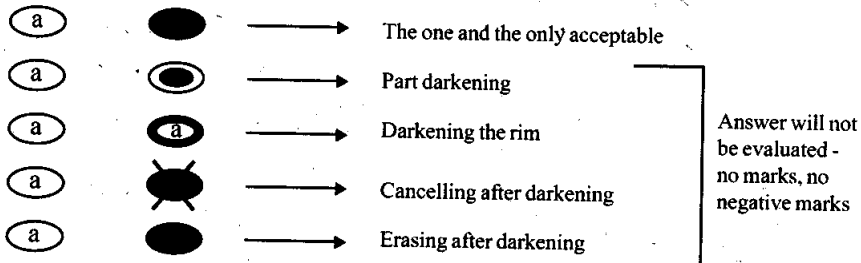 a The one and the only acceptable
a Part darkening
a a Darkening the rim
a Cancelling after darkening
a Erasing after darkening
Answer will not
be evaluated -
no marks, no
negative marks